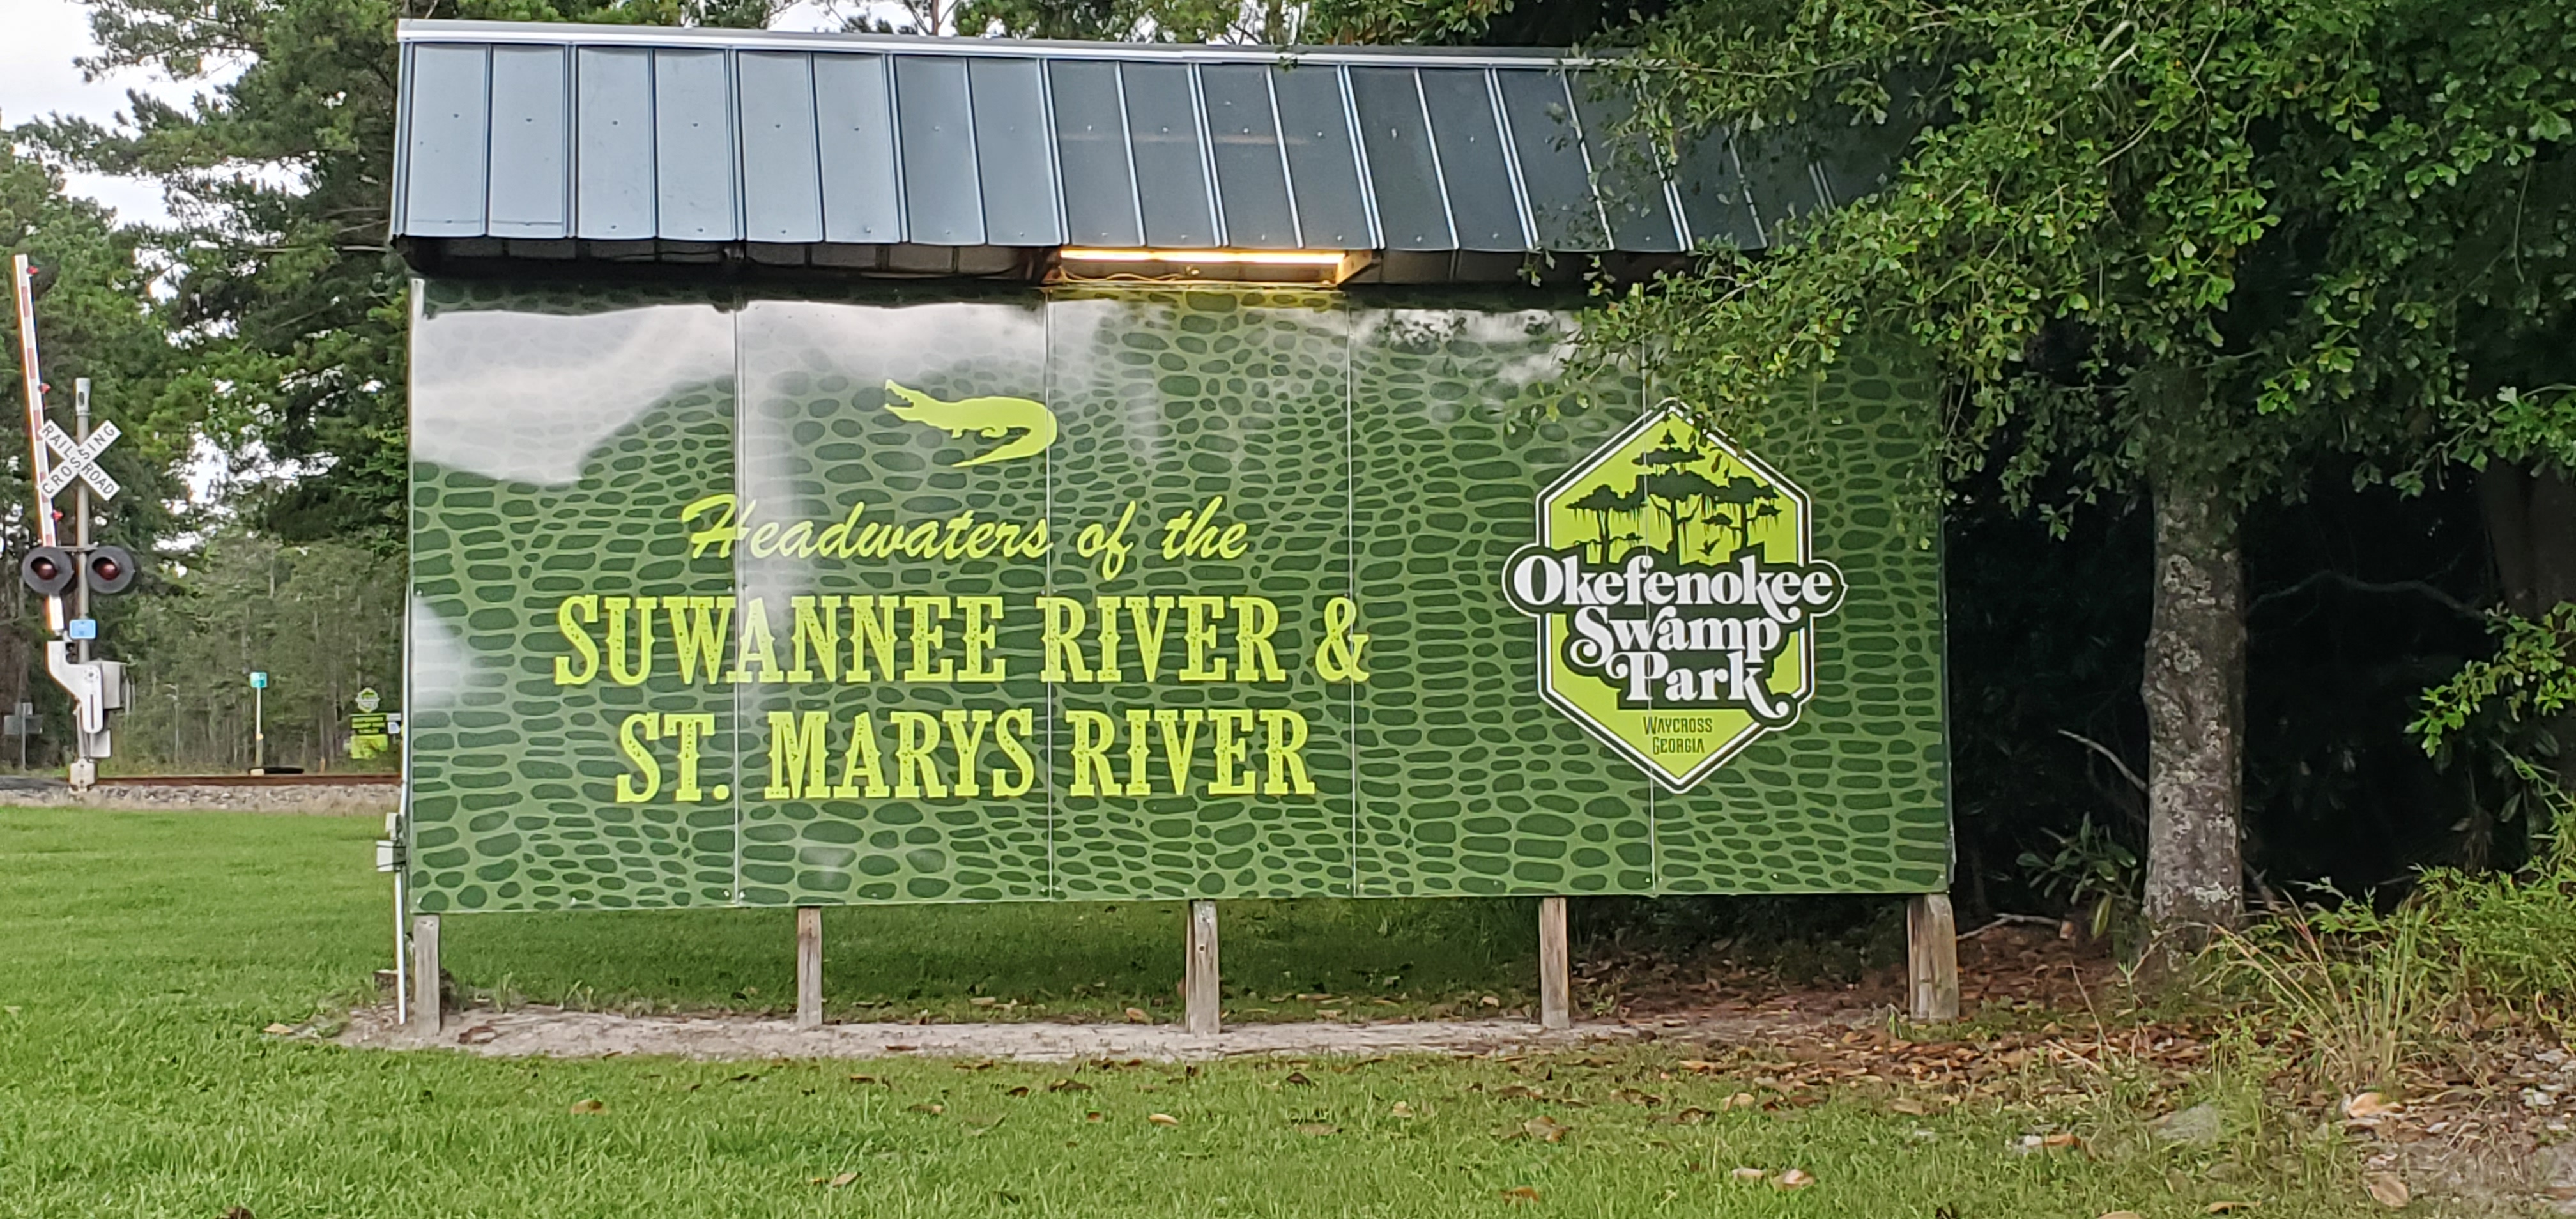 Headwaters of the
SUWANNEE RIVER &
ST. MARYS RIVER
Okefenokee
Swamp
Park
WAYCROSS
GEORGIA
RAILROAD
CROSSING